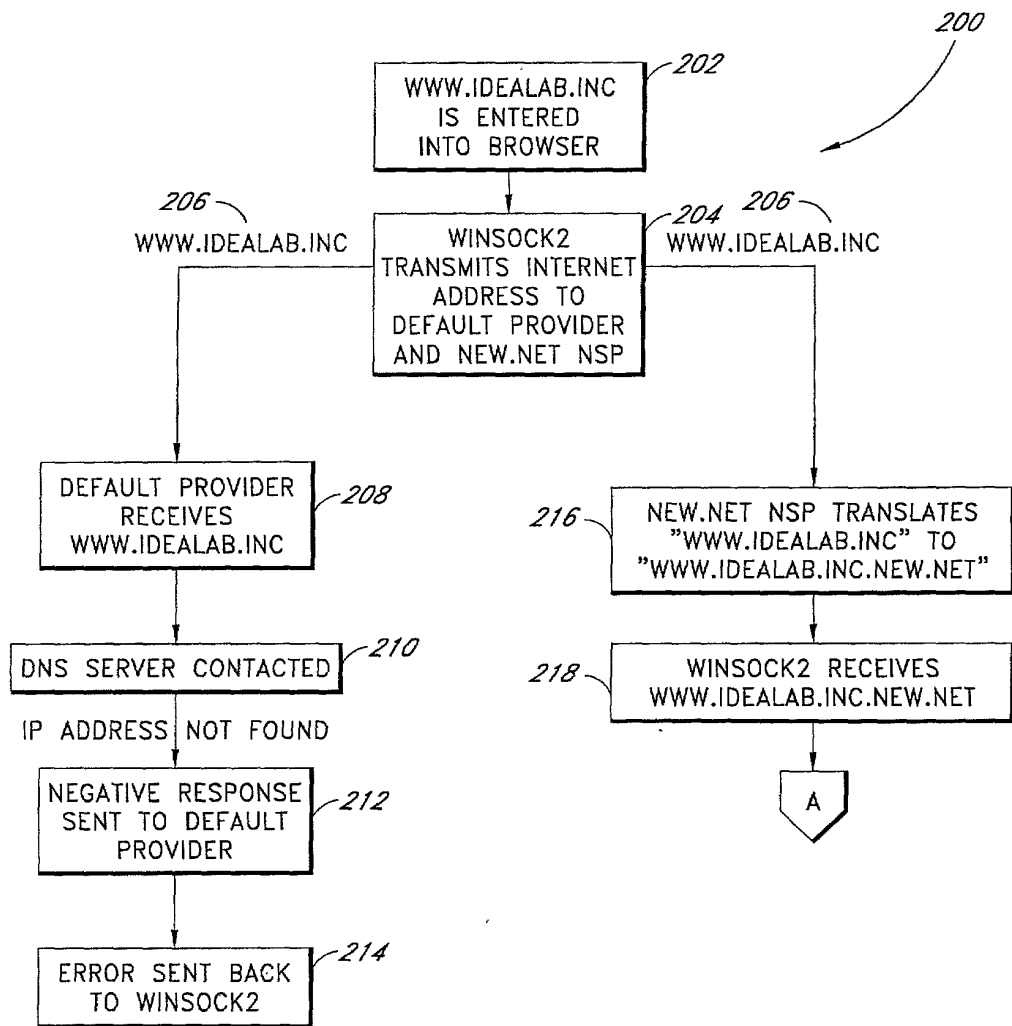 200
202
WWW.IDEALAB.INC
IS ENTERED
INTO BROWSER
206
WWW.IDEALAB.INC
204
WINSOCK2
TRANSMITS INTERNET
ADDRESS TO
DEFAULT PROVIDER
AND NEW.NET NSP
206
WWW.IDEALAB.INC
DEFAULT PROVIDER
RECEIVES
WWW.IDEALAB.INC
208
DNS SERVER CONTACTED
210
IP ADDRESS NOT FOUND
NEGATIVE RESPONSE
SENT TO DEFAULT
PROVIDER
212
ERROR SENT BACK
TO WINSOCK2
214
216
NEW.NET NSP TRANSLATES
"WWW.IDEALAB.INC" TO
"WWW.IDEALAB.INC.NEW.NET"
218
WINSOCK2 RECEIVES
WWW.IDEALAB.INC.NEW.NET
A